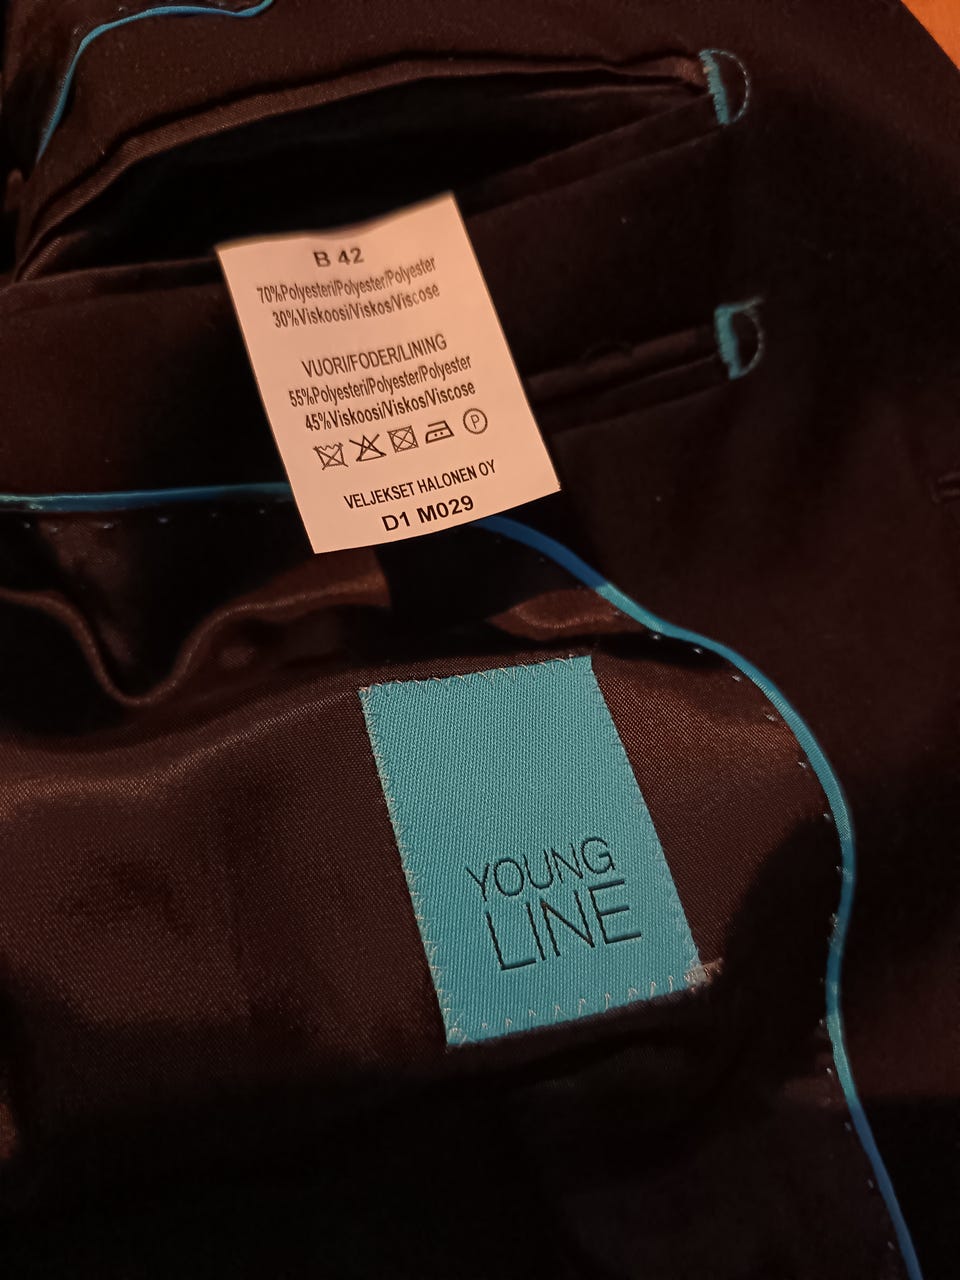 B 42
70%Polyesteri/Polyester/Polyester
30%Viskoosi/Viskos/Viscose
VUORI/FODER/LINING
55%Polyesteri/Polyester/Polyester
45%Viskoosi/Viskos/Viscose
P
VELJEKSET HALONEN OY
D1 M029
YOUNG
LINE